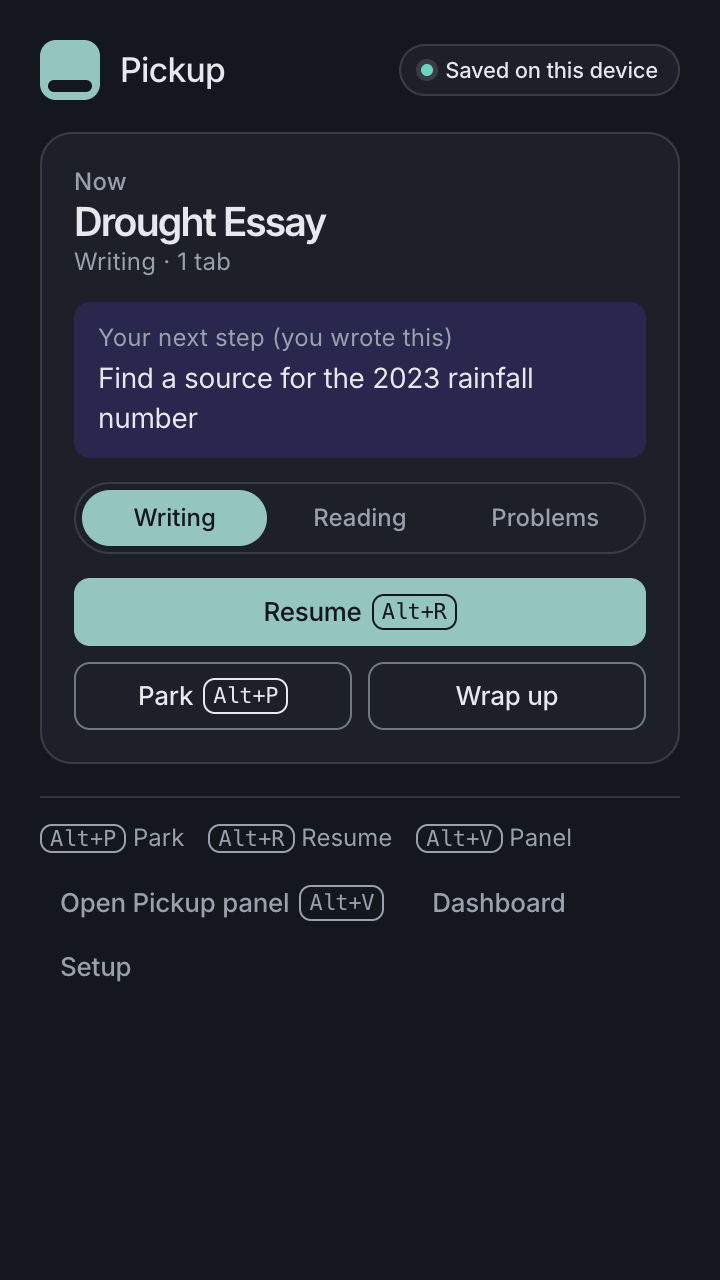 Pickup
Saved on this device
Now
Drought Essay
Writing · 1 tab
Your next step (you wrote this)
Find a source for the 2023 rainfall
number
Writing Reading Problems
Resume Alt+R
Park Alt+P Wrap up
Alt+P Park Alt+R Resume Alt+V Panel
Open Pickup panel Alt+V Dashboard
Setup